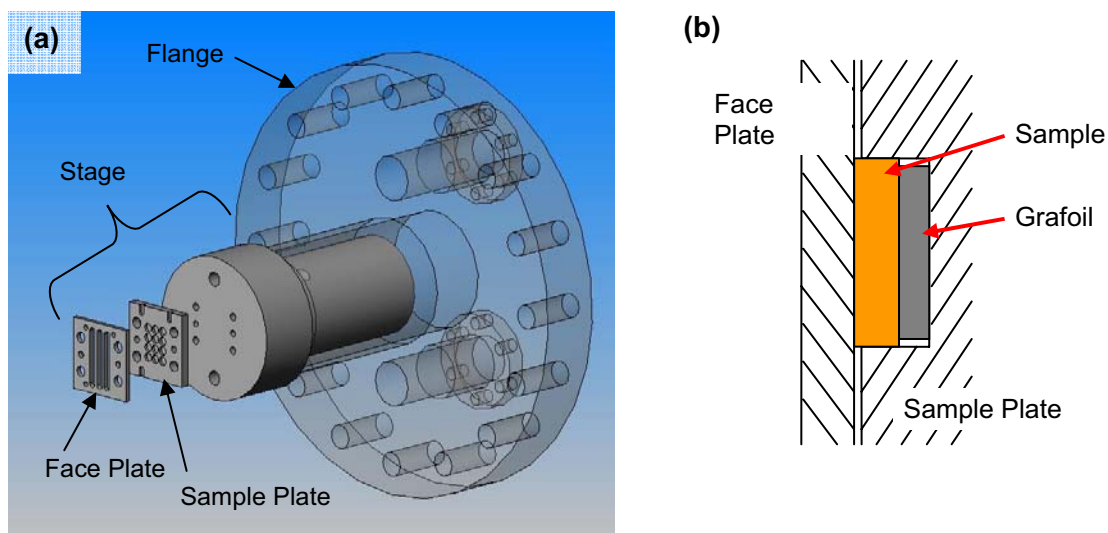 (a)
Flange
Stage
Face Plate
Sample Plate
(b)
Face
Plate
Sample
Grafoil
Sample Plate